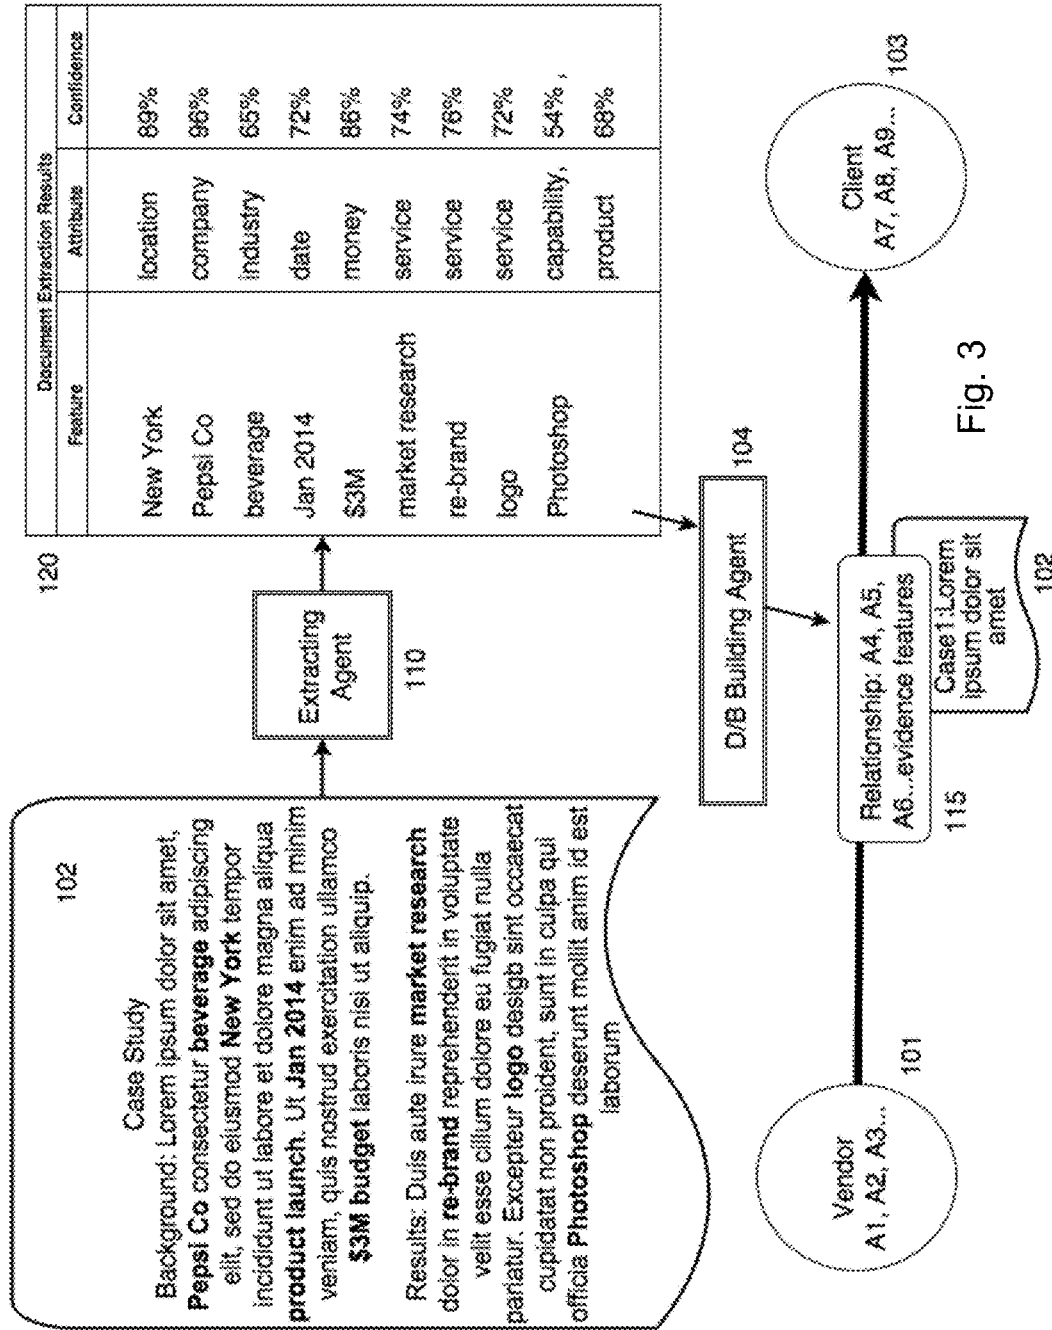 102
Case Study
Background: Lorem ipsum dolor sit amet,
Pepsi Co consectetur beverage adipiscing
elit, sed do eiusmod New York tempor
incididunt ut labore et dolore magna aliqua
product launch. Ut Jan 2014 enim ad minim
veniam, quis nostrud exercitation ullamco
$3M budget laboris nisi ut aliquip.
Results: Duis aute irure market research
dolor in re-brand reprehenderit in voluptate
velit esse cillum dolore eu fugiat nulla
pariatur. Excepteur logo desigb sint occaecat
cupidatat non proident, sunt in culpa qui
officia Photoshop deserunt mollit anim id est
laborum
Extracting
Agent
110
120
Document Extraction Results
Feature Attribute Confidence
New York location 89%
Pepsi Co company 96%
beverage industry 65%
Jan 2014 date 72%
$3M money 86%
market research service 74%
re-brand service 76%
logo service 72%
Photoshop capability, 54% ,
product 68%
D/B Building Agent
104
Vendor
A1, A2, A3...
101
Relationship: A4, A5,
A6...evidence features
115
Case1:Lorem
ipsum dolor sit
amet
102
Client
A7, A8, A9...
103
Fig. 3